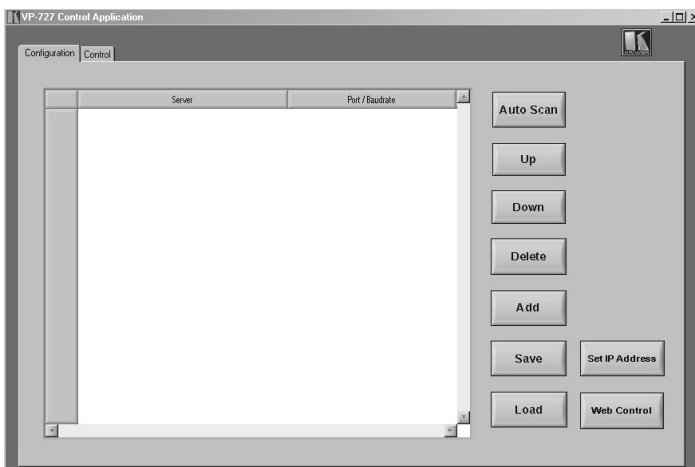 VP-727 Control Application
Configuration Control
Server Port / Baudrate
Auto Scan
Up
Down
Delete
Add
Save Set IP Address
Load Web Control